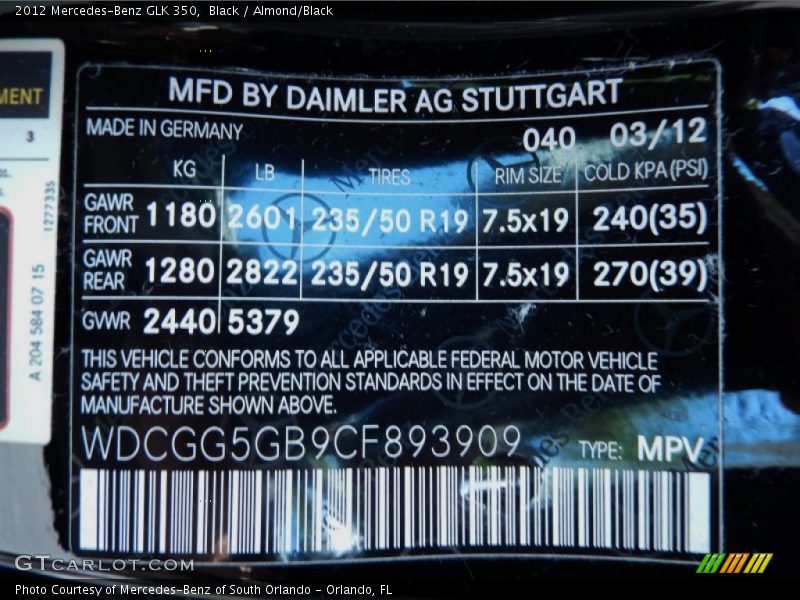 2012 Mercedes-Benz GLK 350, Black / Almond/Black
MENT
3
1277335
A 204 584 07 15
MFD BY DAIMLER AG STUTTGART
MADE IN GERMANY 040 03/12
KG LB TIRES RIM SIZE COLD KPA(PSI)
GAWR FRONT 1180 2601 235/50 R19 7.5x19 240(35)
GAWR REAR 1280 2822 235/50 R19 7.5x19 270(39)
GVWR 2440 5379
THIS VEHICLE CONFORMS TO ALL APPLICABLE FEDERAL MOTOR VEHICLE
SAFETY AND THEFT PREVENTION STANDARDS IN EFFECT ON THE DATE OF
MANUFACTURE SHOWN ABOVE.
WDCGG5GB9CF893909 TYPE: MPV
GTCARLOT.COM
Photo Courtesy of Mercedes-Benz of South Orlando - Orlando, FL